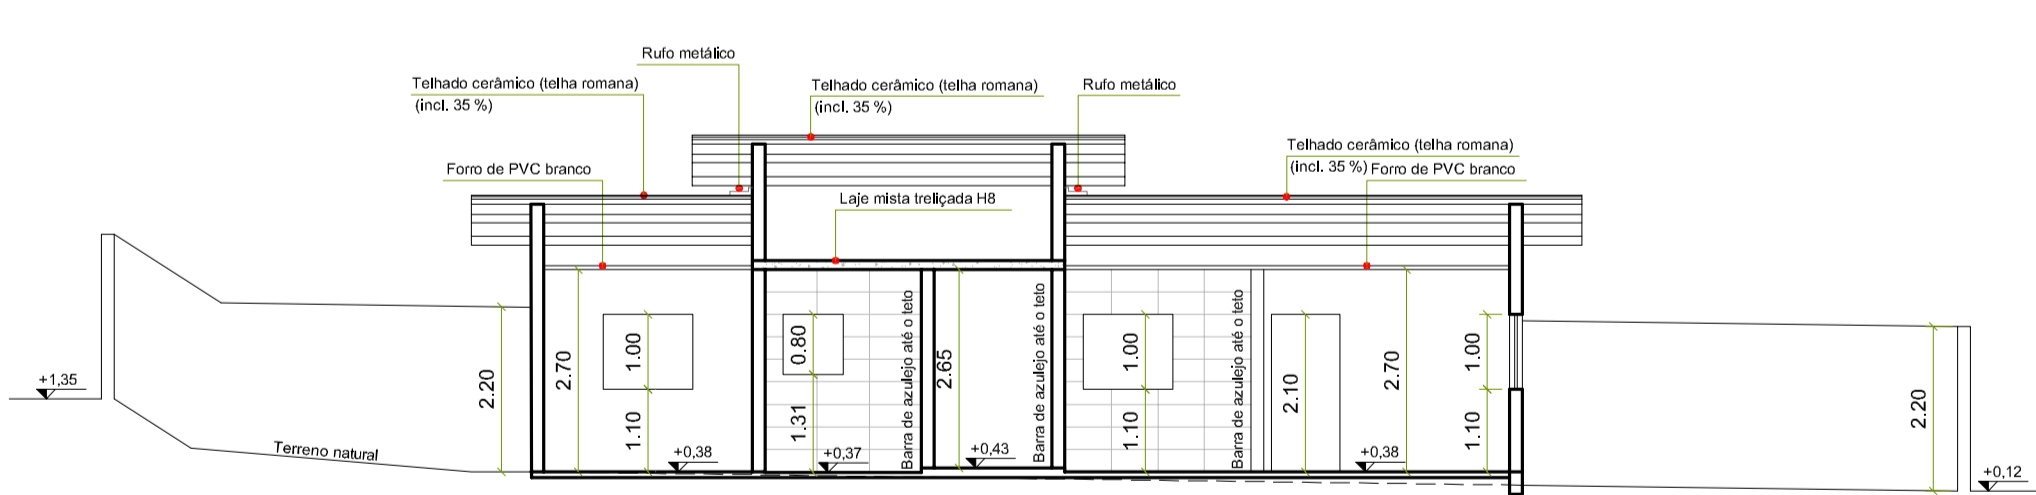 Rufo metálico
Telhado cerâmico (telha romana)
(incl. 35 %)
Telhado cerâmico (telha romana)
(incl. 35 %)
Rufo metálico
Telhado cerâmico (telha romana)
(incl. 35 %)
Forro de PVC branco
Forro de PVC branco
Laje mista treliçada H8
+1,35
Terreno natural
2.20
2.70
1.00
1.10
+0,38
0.80
1.31
+0,37
Barra de azulejo até o teto
2.65
+0,43
Barra de azulejo até o teto
1.00
1.10
Barra de azulejo até o teto
2.10
+0,38
2.70
1.00
1.10
2.20
+0,12